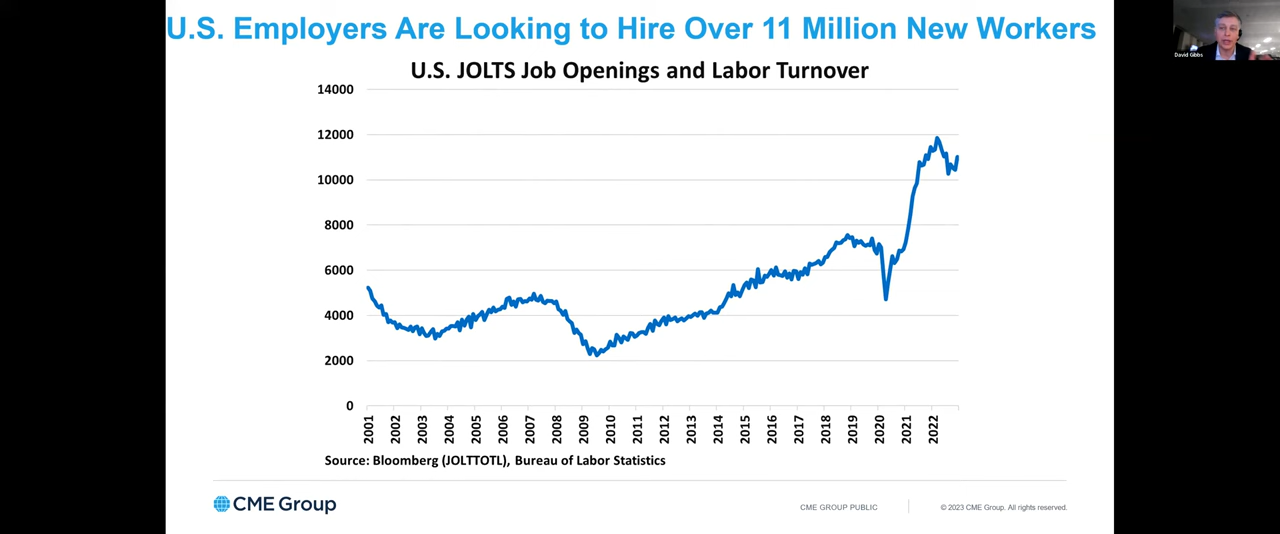 U.S. Employers Are Looking to Hire Over 11 Million New Workers
David Gibbs
U.S. JOLTS Job Openings and Labor Turnover
14000
12000
10000
8000
6000
4000
2000
0
2001 2002 2003 2004 2005 2006 2007 2008 2009 2010 2011 2012 2013 2014 2015 2016 2017 2018 2019 2020 2021 2022
Source: Bloomberg (JOLTTOTL), Bureau of Labor Statistics
CME Group
CME GROUP PUBLIC
© 2023 CME Group. All rights reserved.